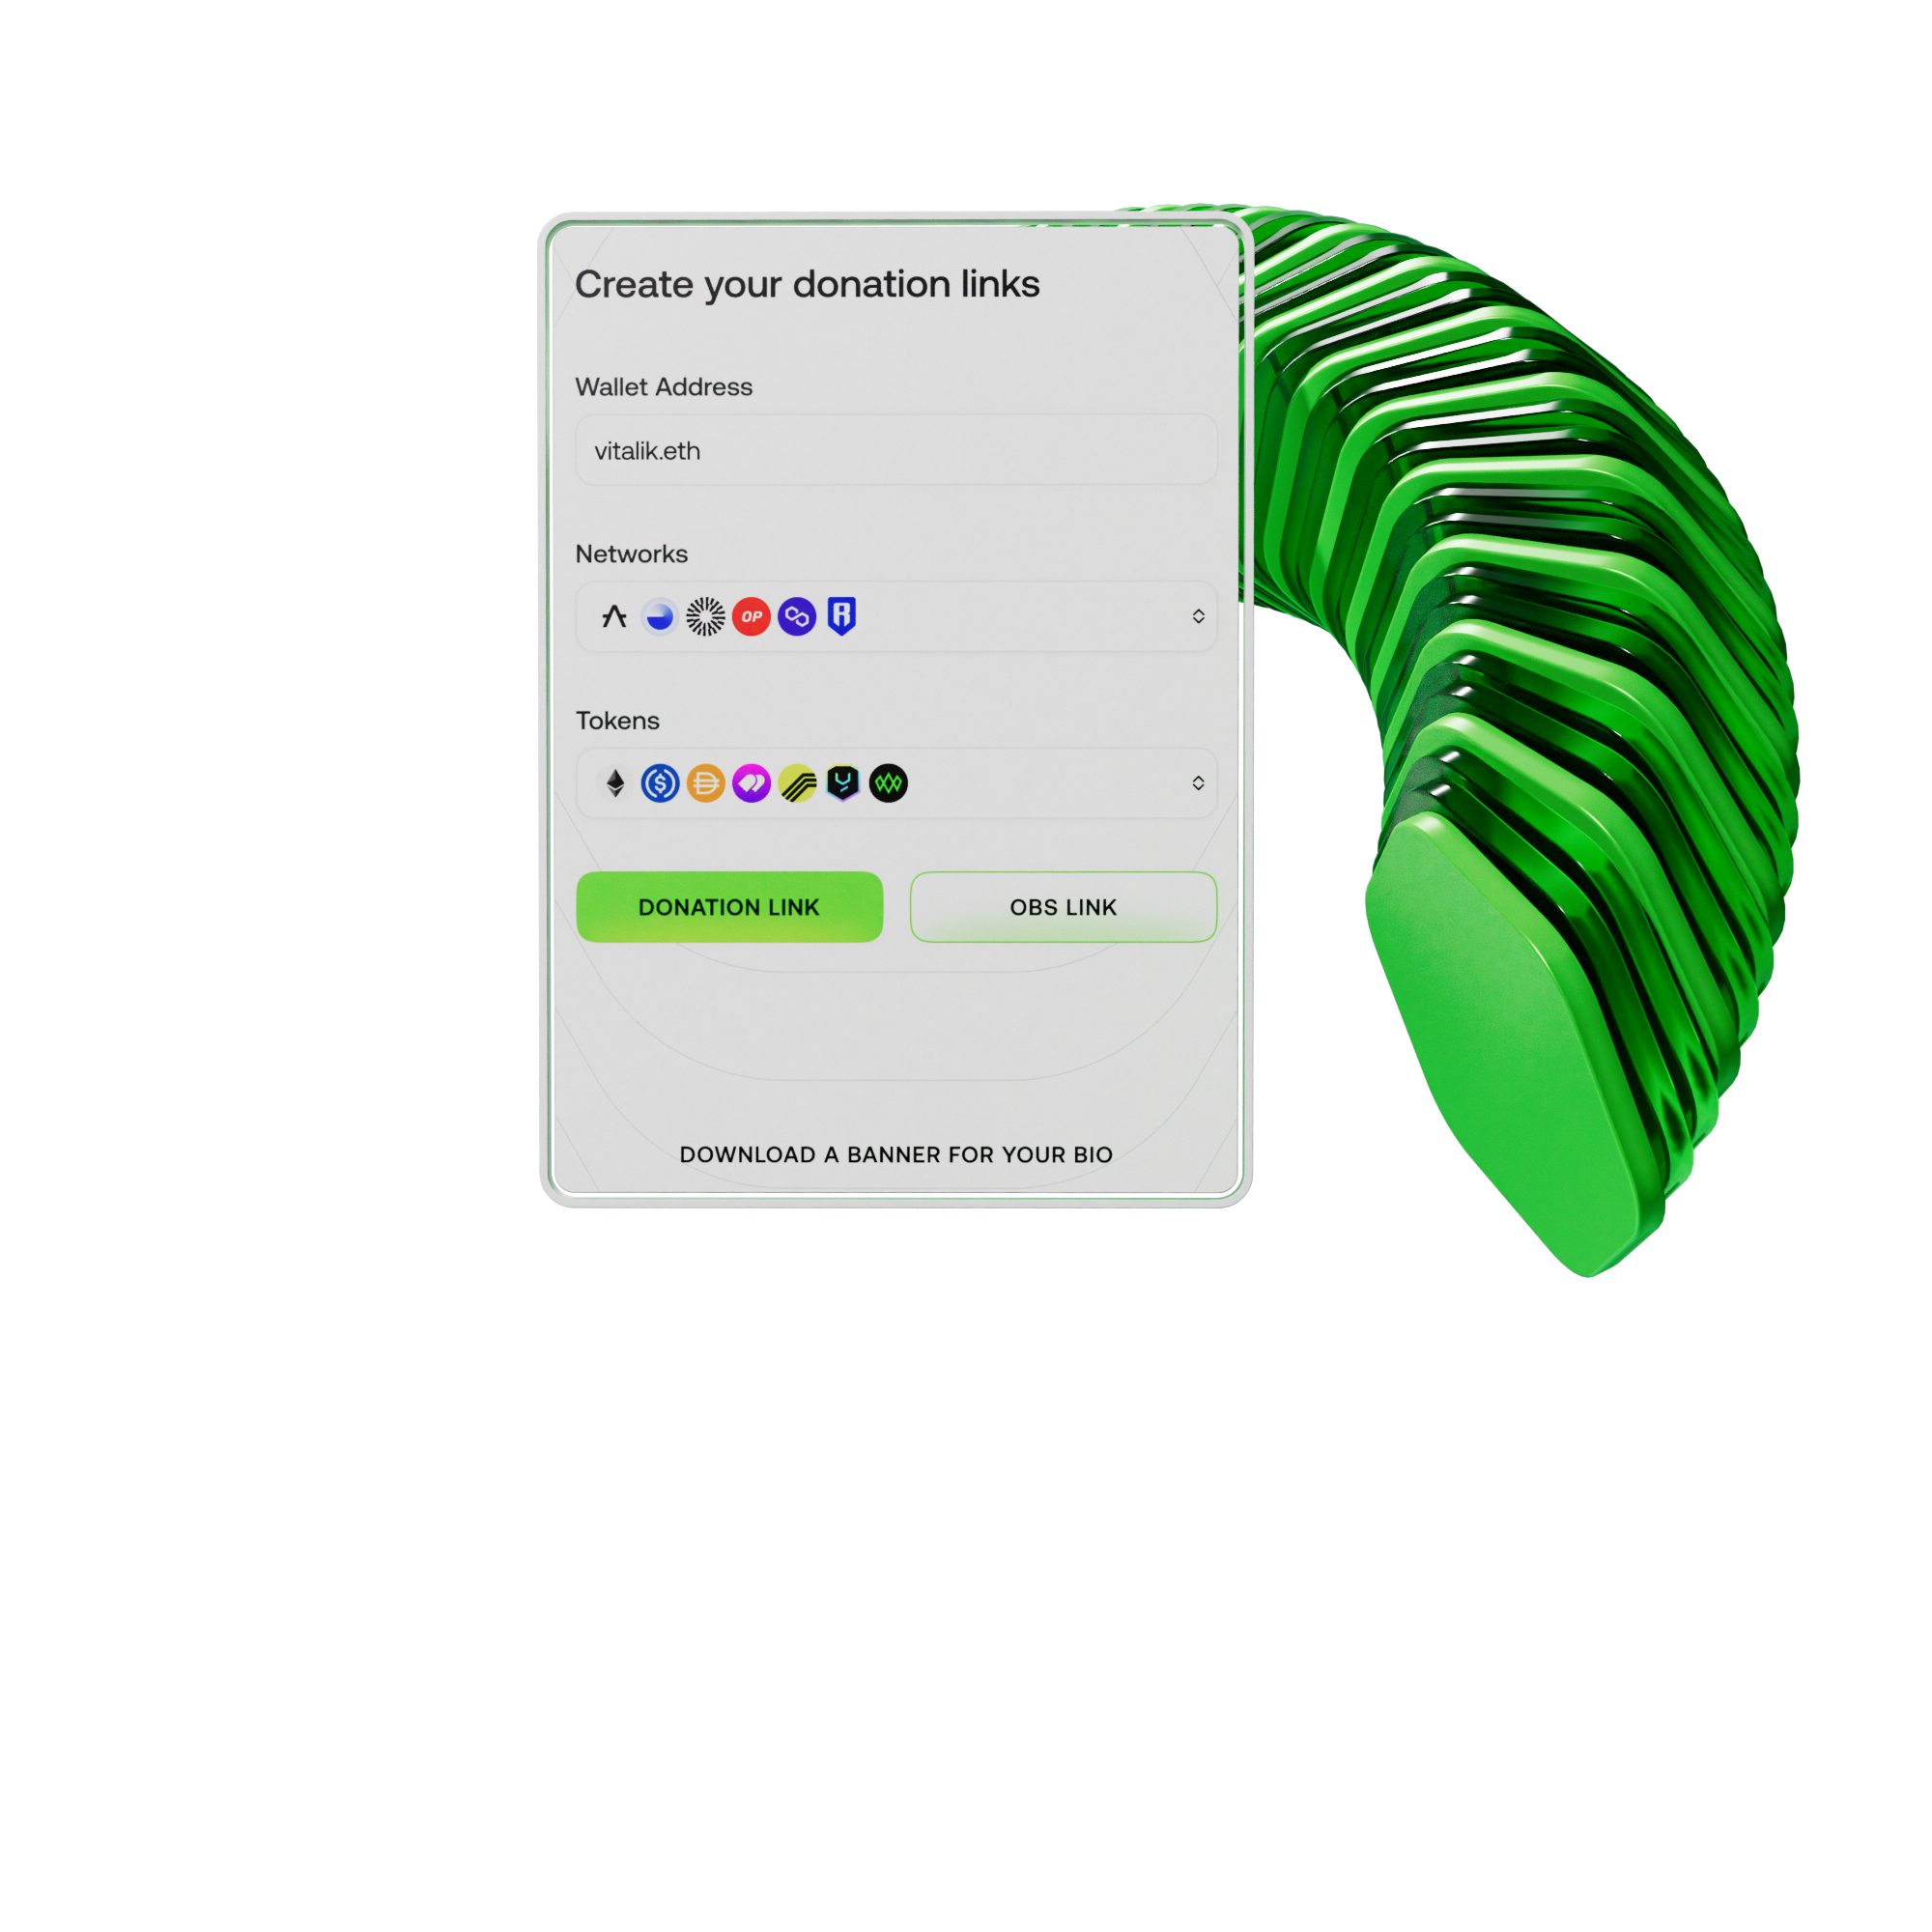 Create your donation links
Wallet Address
vitalik.eth
Networks
OP
Tokens
DONATION LINK
OBS LINK
DOWNLOAD A BANNER FOR YOUR BIO